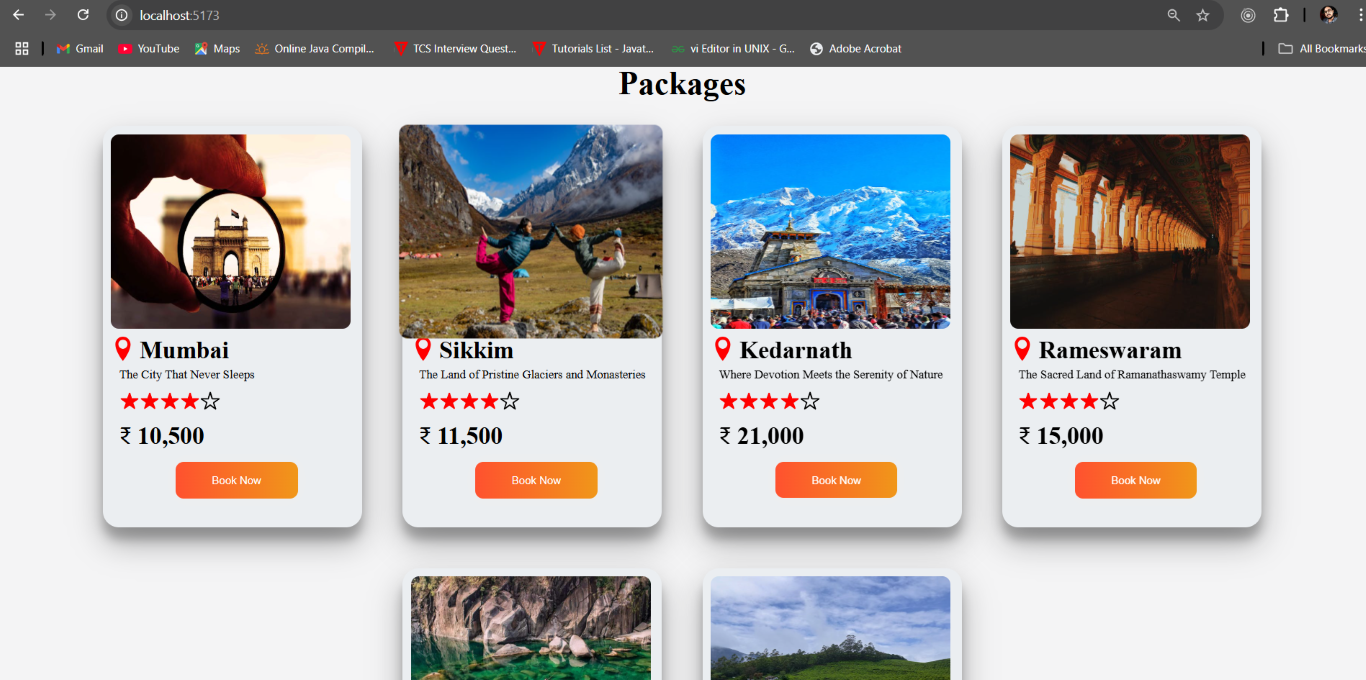 localhost:5173
Gmail YouTube Maps Online Java Compil... TCS Interview Quest... Tutorials List - Javat... vi Editor in UNIX - G... Adobe Acrobat All Bookmarks
Packages
Mumbai
The City That Never Sleeps
₹ 10,500
Book Now
Sikkim
The Land of Pristine Glaciers and Monasteries
₹ 11,500
Book Now
Kedarnath
Where Devotion Meets the Serenity of Nature
₹ 21,000
Book Now
Rameswaram
The Sacred Land of Ramanathaswamy Temple
₹ 15,000
Book Now